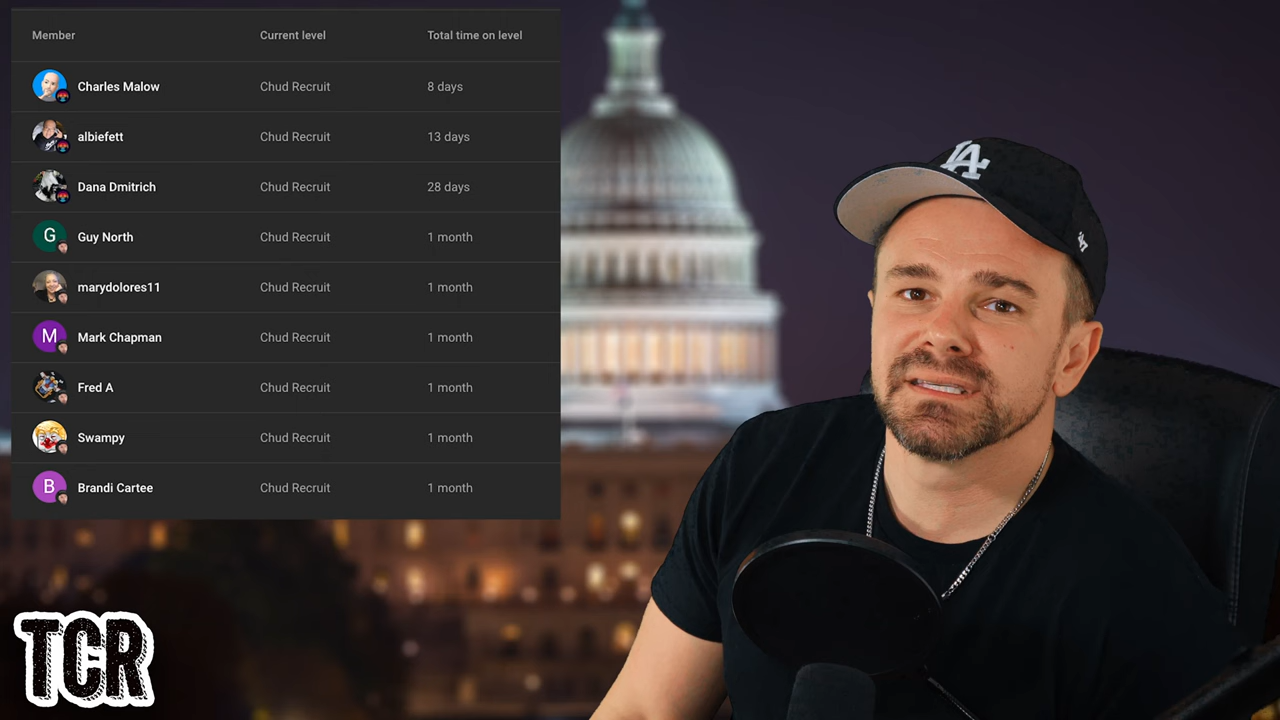 Member Current level Total time on level
Charles Malow Chud Recruit 8 days
albiefett Chud Recruit 13 days
Dana Dmitrich Chud Recruit 28 days
G Guy North Chud Recruit 1 month
marydolores11 Chud Recruit 1 month
M Mark Chapman Chud Recruit 1 month
Fred A Chud Recruit 1 month
Swampy Chud Recruit 1 month
B Brandi Cartee Chud Recruit 1 month
LA
TCR